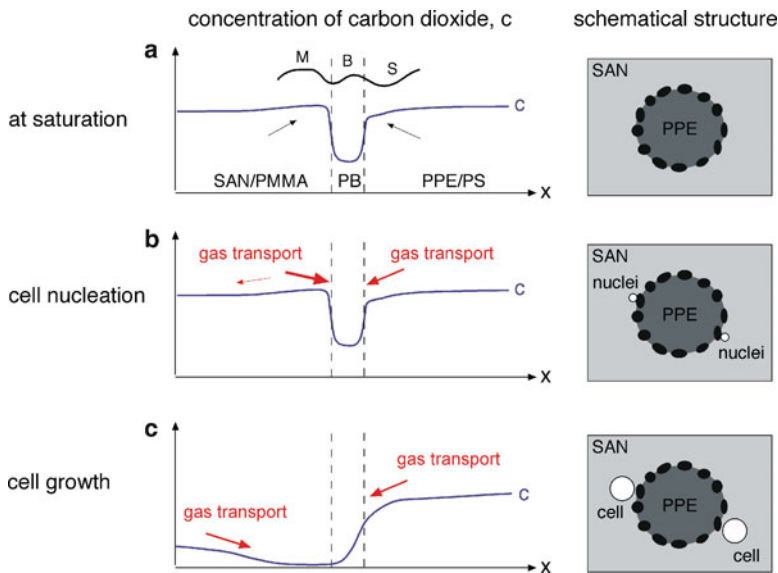 concentration of carbon dioxide, c
schematical structure
a
M B S
at saturation
C
SAN/PMMA PB PPE/PS
x
SAN
PPE
b
gas transport gas transport
cell nucleation
C
x
SAN
nuclei
PPE
nuclei
c
gas transport
cell growth
C
gas transport
x
SAN
PPE
cell
cell